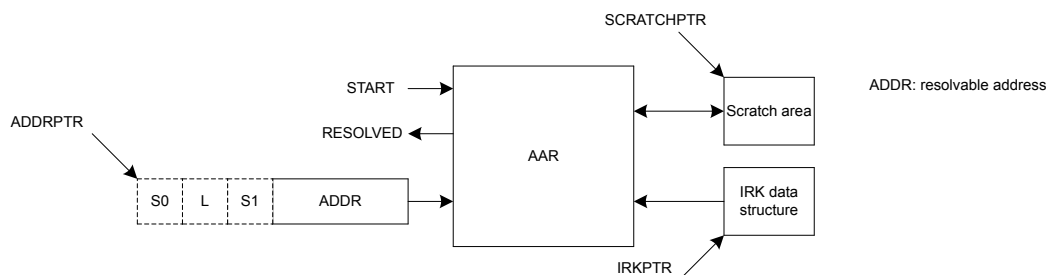 SCRATCHPTR
START
Scratch area
ADDR: resolvable address
ADDRPTR
RESOLVED
AAR
S0
L
S1
ADDR
IRK data
structure
IRKPTR